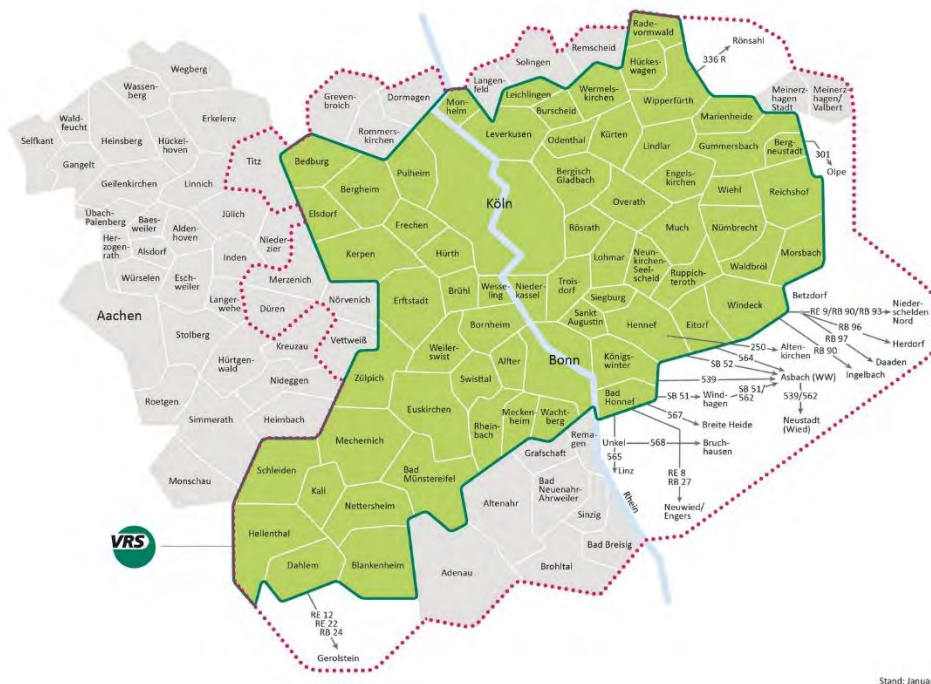 Rade-
vormwald
Rönsahl
336 R
Remscheid
Solingen
Hückes-
wagen
Wegberg
Langen-
feld
Leichlingen
Wermels-
kirchen
Wassen-
berg
Greven-
broich
Dormagen
Mon-
heim
Burscheid
Wipperfürth
Meinerz-
hagen
Stadt
Meinerz-
hagen/
Valbert
Wald-
feucht
Erkelenz
Rommers-
kirchen
Marienheide
Selfkant
Heinsberg
Hückel-
hoven
Leverkusen
Odenthal
Kürten
Gummersbach
Berg-
neustadt
Gangelt
Titz
Bedburg
Pulheim
Lindlar
301
Olpe
Geilenkirchen
Linnich
Bergheim
Bergisch
Gladbach
Engels-
kirchen
Wiehl
Reichshof
Übach-
Palenberg
Baes-
weiler
Jülich
Elsdorf
Köln
Overath
Alden-
hoven
Frechen
Much
Nümbrecht
Her-
zogen-
rath
Alsdorf
Nieder-
zier
Rösrath
Inden
Kerpen
Hürth
Lohmar
Neun-
kirchen-
Seel-
scheid
Waldbröl
Morsbach
Würselen
Esch-
weiler
Merzenich
Ruppich-
teroth
Aachen
Langer-
wehe
Düren
Nörvenich
Erftstadt
Brühl
Wesse-
ling
Nieder-
kassel
Trois-
dorf
Siegburg
Windeck
Betzdorf
RE 9/RB 90/RB 93
Nieder-
schelden
Nord
Stolberg
Vettweiß
Bornheim
Sankt
Augustin
Hennef
Eitorf
RB 96
Herdorf
Kreuzau
Weiler-
swist
Alfter
Bonn
250
Alten-
kirchen
RB 97
Daaden
Hürtgen-
wald
Zülpich
Königs-
winter
564
SB 52
RB 90
Ingelbach
Nideggen
Swisttal
539
Asbach (WW)
Roetgen
Euskirchen
Bad
Honnef
SB 51
Wind-
hagen
SB 51/
562
539/562
Simmerath
Heimbach
Rhein-
bach
Mecken-
heim
Wacht-
berg
567
Breite Heide
Neustadt
(Wied)
Mechernich
Rema-
gen
Unkel
568
Bruch-
hausen
Grafschaft
565
Linz
Monschau
Schleiden
Bad
Münstereifel
Bad
Neuenahr-
Ahrweiler
RE 8
RB 27
Kall
Altenahr
Rhein
Nettersheim
Sinzig
Neuwied/
Engers
Hellenthal
VRS
Bad Breisig
Dahlem
Blankenheim
Adenau
Brohltal
RE 12
RE 22
RB 24
Gerolstein
Stand: Januar